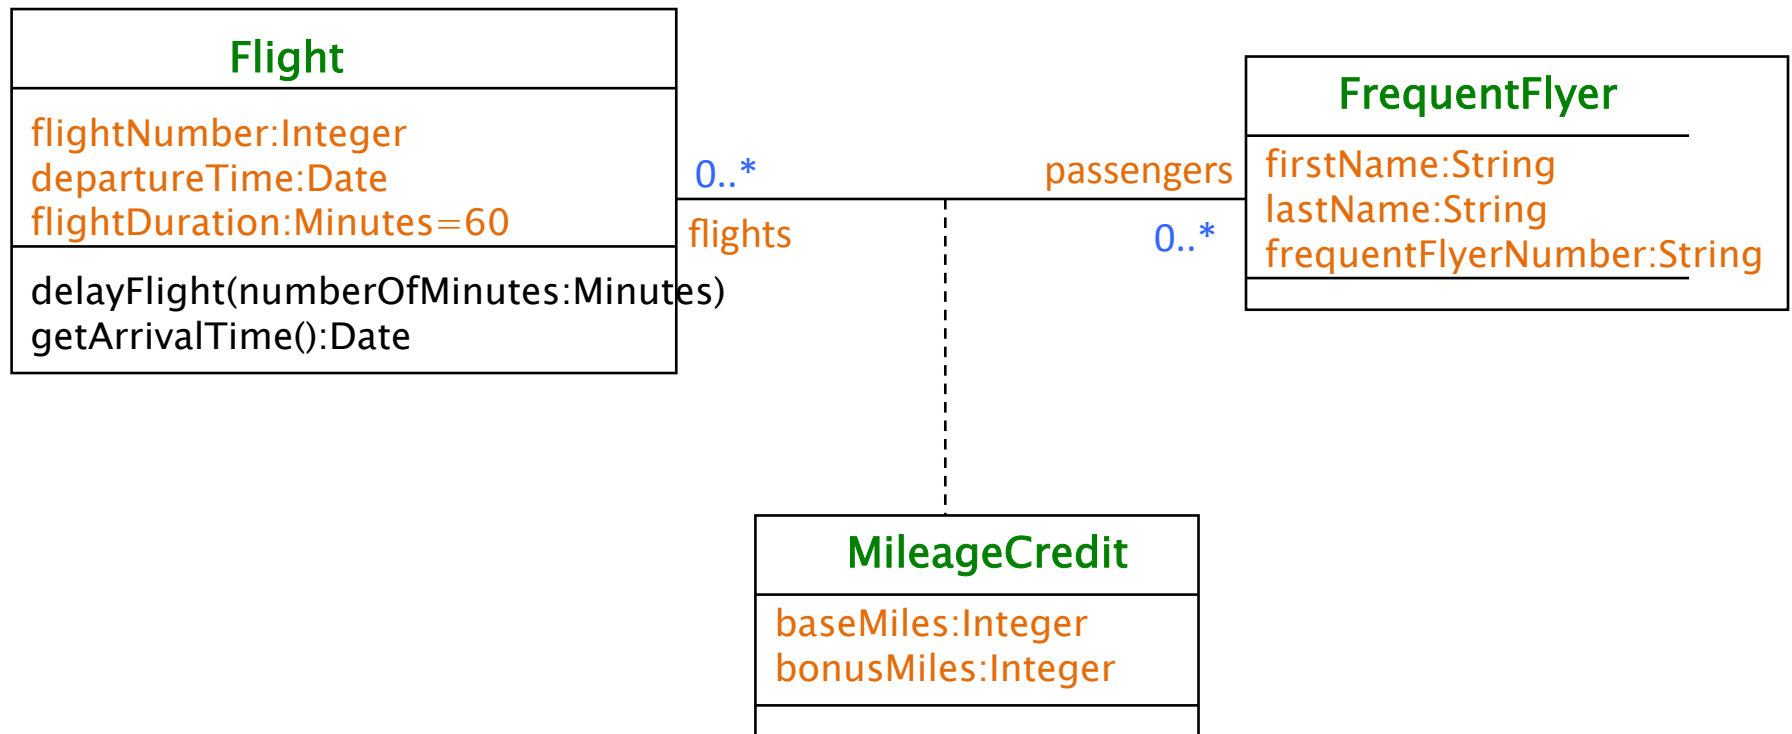 Flight
flightNumber:Integer
departureTime:Date
flightDuration:Minutes=60
delayFlight(numberOfMinutes:Minutes)
getArrivalTime():Date
0..*
flights
passengers
0..*
FrequentFlyer
firstName:String
lastName:String
frequentFlyerNumber:String
MileageCredit
baseMiles:Integer
bonusMiles:Integer